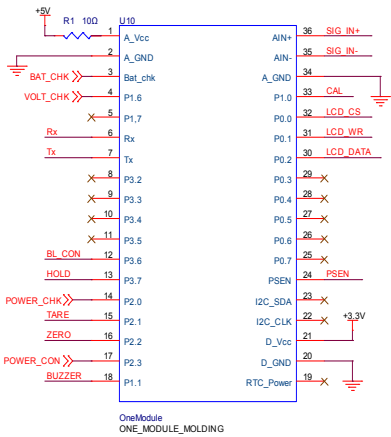 +5V
R1 10Ω
U10
1 A_Vcc AIN+ 36 SIG_IN+
2 A_GND AIN- 35 SIG_IN-
BAT_CHK 3 Bat_chk A_GND 34
VOLT_CHK 4 P1.6 P1.0 33 CAL
5 P1,7 P0.0 32 LCD_CS
Rx 6 Rx P0.1 31 LCD_WR
Tx 7 Tx P0.2 30 LCD_DATA
8 P3.2 P0.3 29
9 P3.3 P0.4 28
10 P3.4 P0.5 27
11 P3.5 P0.6 26
BL_CON 12 P3.6 P0.7 25
HOLD 13 P3.7 PSEN 24 PSEN
POWER_CHK 14 P2.0 I2C_SDA 23
TARE 15 P2.1 I2C_CLK 22 +3.3V
ZERO 16 P2.2 D_Vcc 21
POWER_CON 17 P2.3 D_GND 20
BUZZER 18 P1.1 RTC_Power 19
OneModule
ONE_MODULE_MOLDING